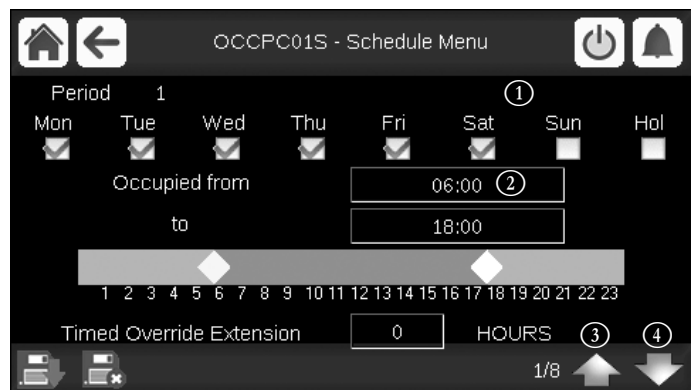 OCCPC01S - Schedule Menu
Period 1 ①
Mon Tue Wed Thu Fri Sat Sun Hol
Occupied from 06:00 ②
to 18:00
1 2 3 4 5 6 7 8 9 10 11 12 13 14 15 16 17 18 19 20 21 22 23
Timed Override Extension 0 HOURS ③ ④
1/8